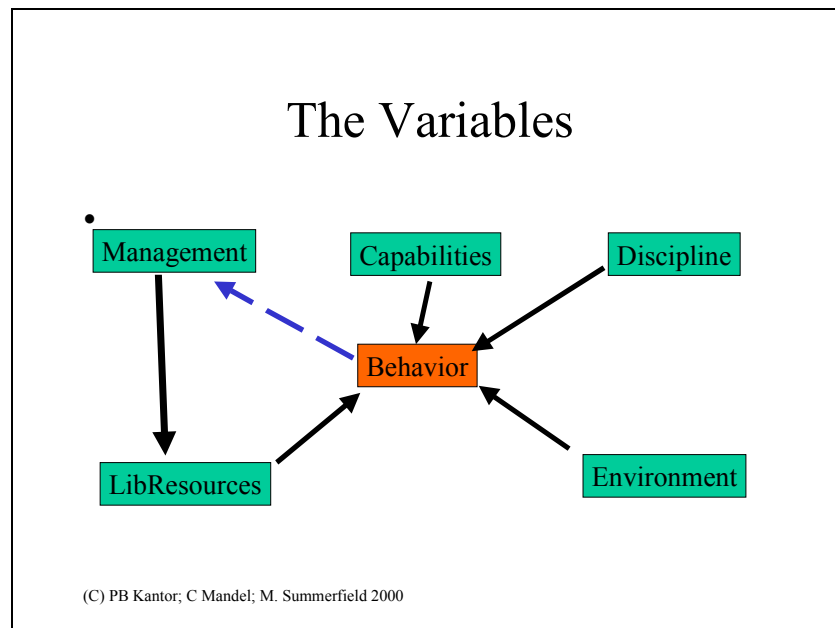 The Variables
•
Management
Capabilities
Discipline
Behavior
LibResources
Environment
(C) PB Kantor; C Mandel; M. Summerfield 2000